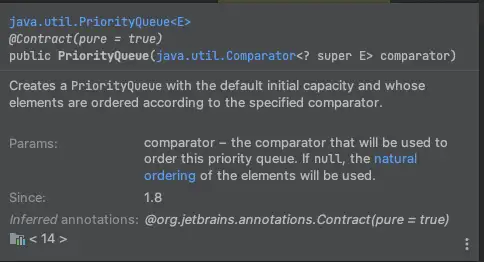 java.util.PriorityQueue<E>
@Contract(pure = true)
public PriorityQueue(java.util.Comparator<? super E> comparator)
Creates a PriorityQueue with the default initial capacity and whose
elements are ordered according to the specified comparator.
Params: comparator – the comparator that will be used to
order this priority queue. If null, the natural
ordering of the elements will be used.
Since: 1.8
Inferred annotations: @org.jetbrains.annotations.Contract(pure = true)
< 14 >